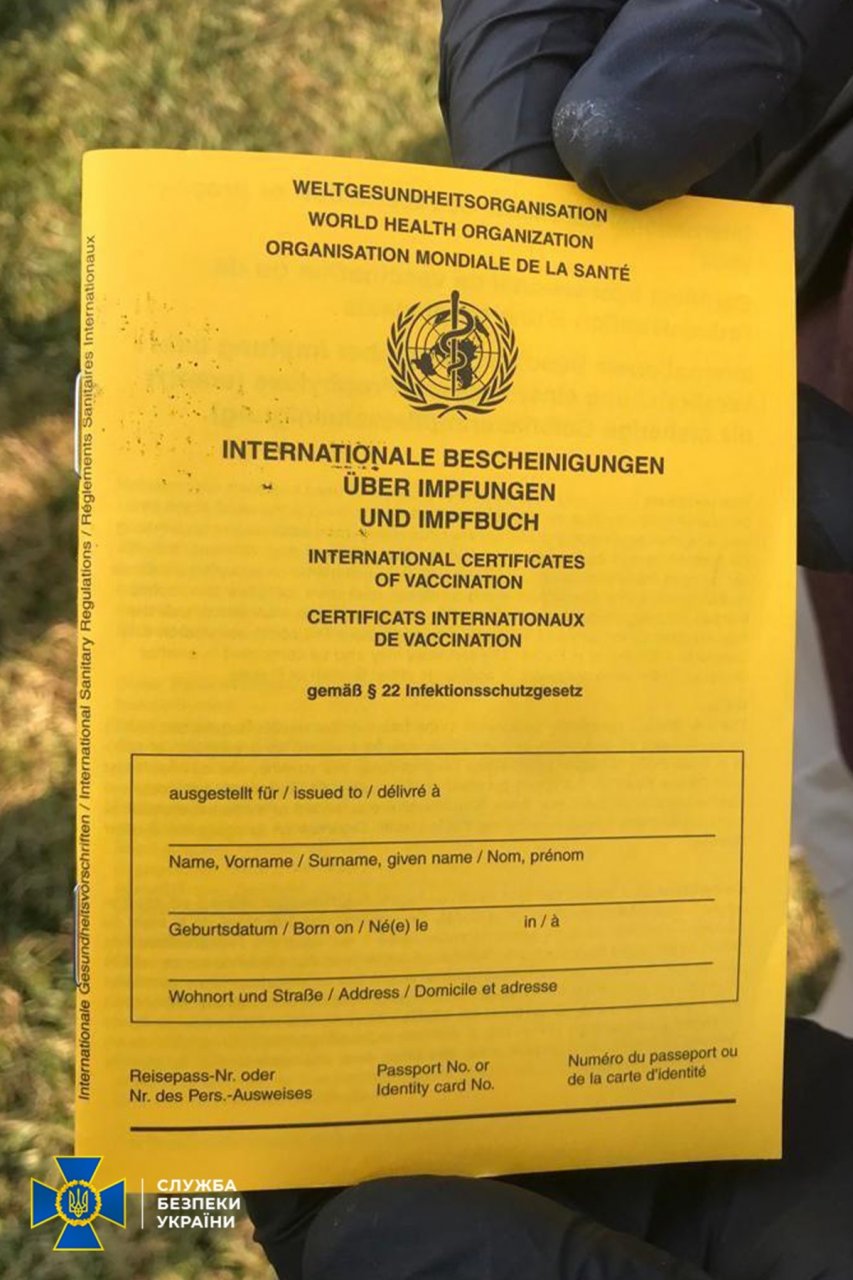 WELTGESUNDHEITSORGANISATION
WORLD HEALTH ORGANIZATION
ORGANISATION MONDIALE DE LA SANTÉ
INTERNATIONALE BESCHEINIGUNGEN
ÜBER IMPFUNGEN
UND IMPFBUCH
INTERNATIONAL CERTIFICATES
OF VACCINATION
CERTIFICATS INTERNATIONAUX
DE VACCINATION
gemäß § 22 Infektionsschutzgesetz
ausgestellt für / issued to / délivré à
Name, Vorname / Surname, given name / Nom, prénom
Geburtsdatum / Born on / Né(e) le in / à
Wohnort und Straße / Address / Domicile et adresse
Reisepass-Nr. oder
Nr. des Pers.-Ausweises
Passport No. or
Identity card No.
Numéro du passeport ou
de la carte d'identité
Internationale Gesundheitsvorschriften / International Sanitary Regulations / Réglements Sanitaires Internationaux
СЛУЖБА
БЕЗПЕКИ
УКРАЇНИ